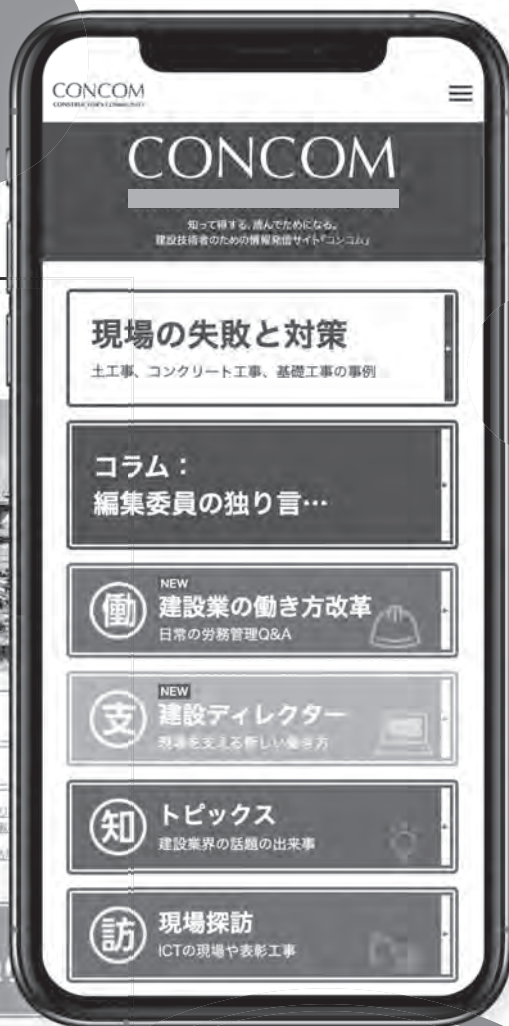 CONCOM
CONSTRUCTOR'S COMMUNITY
CONCOM
知って得する、読んでためになる。
建設技術者のための情報発信サイト『コンコム』
現場の失敗と対策
土工事、コンクリート工事、基礎工事の事例
コラム：
編集委員の独り言…
働
NEW
建設業の働き方改革
日常の労務管理Q&A
支
NEW
建設ディレクター
現場を支える新しい働き方
知
トピックス
建設業界の話題の出来事
訪
現場探訪
ICTの現場や表彰工事